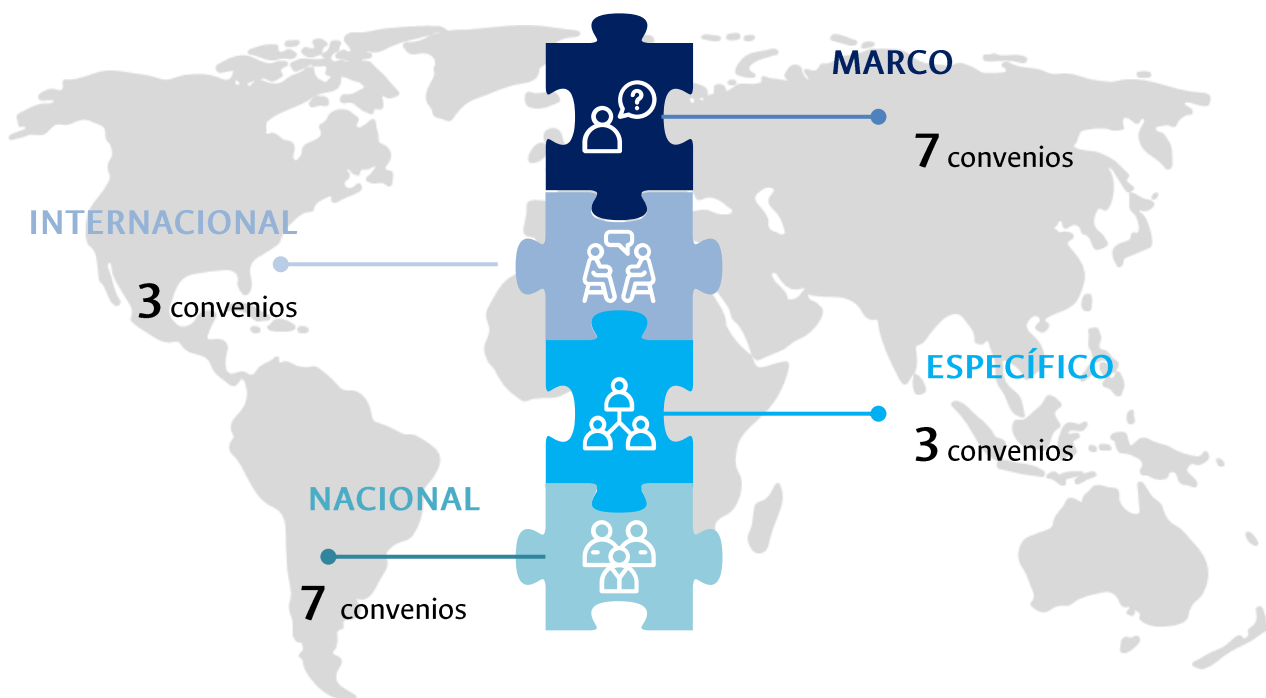 MARCO
7 convenios
INTERNACIONAL
3 convenios
ESPECÍFICO
3 convenios
NACIONAL
7 convenios
?